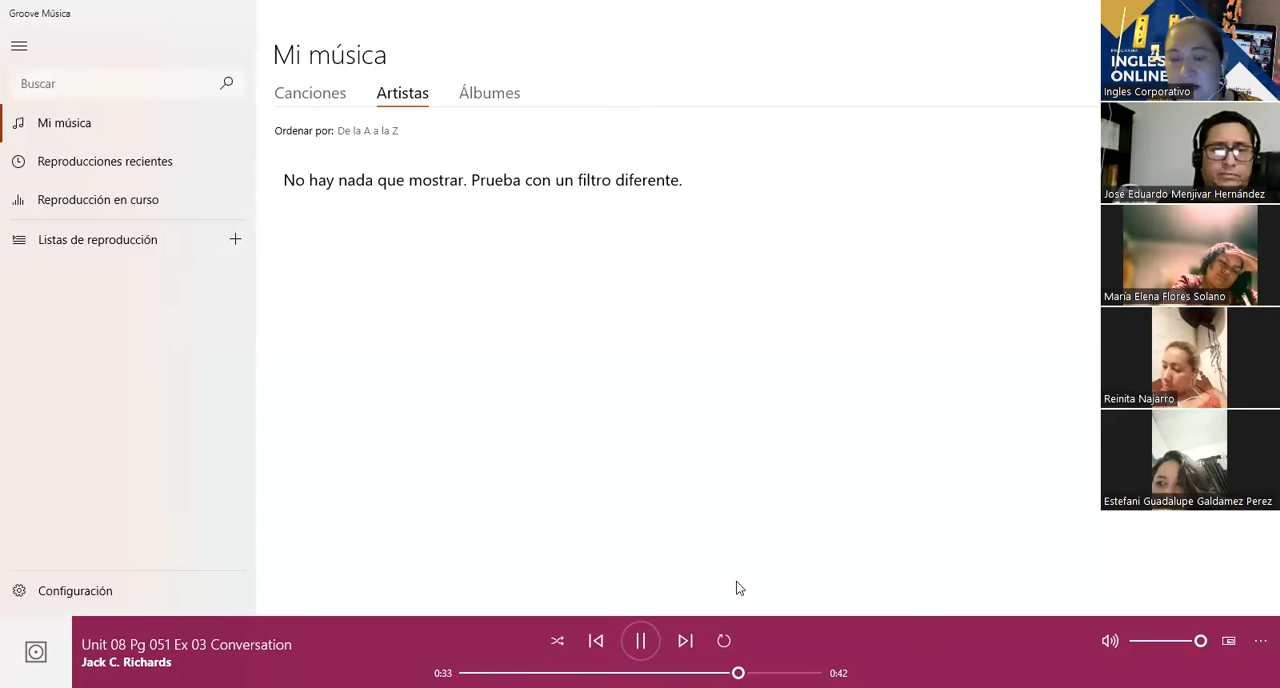 Groove Música
Buscar
Mi música
Reproducciones recientes
Reproducción en curso
Listas de reproducción
Configuración
Mi música
Canciones
Artistas
Álbumes
Ordenar por: De la A a la Z
No hay nada que mostrar. Prueba con un filtro diferente.
INGLES
ONLINE
Ingles Corporativo
José Eduardo Menjivar Hernández
María Elena Flores Solano
Reinita Najarro
Estefani Guadalupe Galdamez Perez
Unit 08 Pg 051 Ex 03 Conversation
Jack C. Richards
0:33
0:42